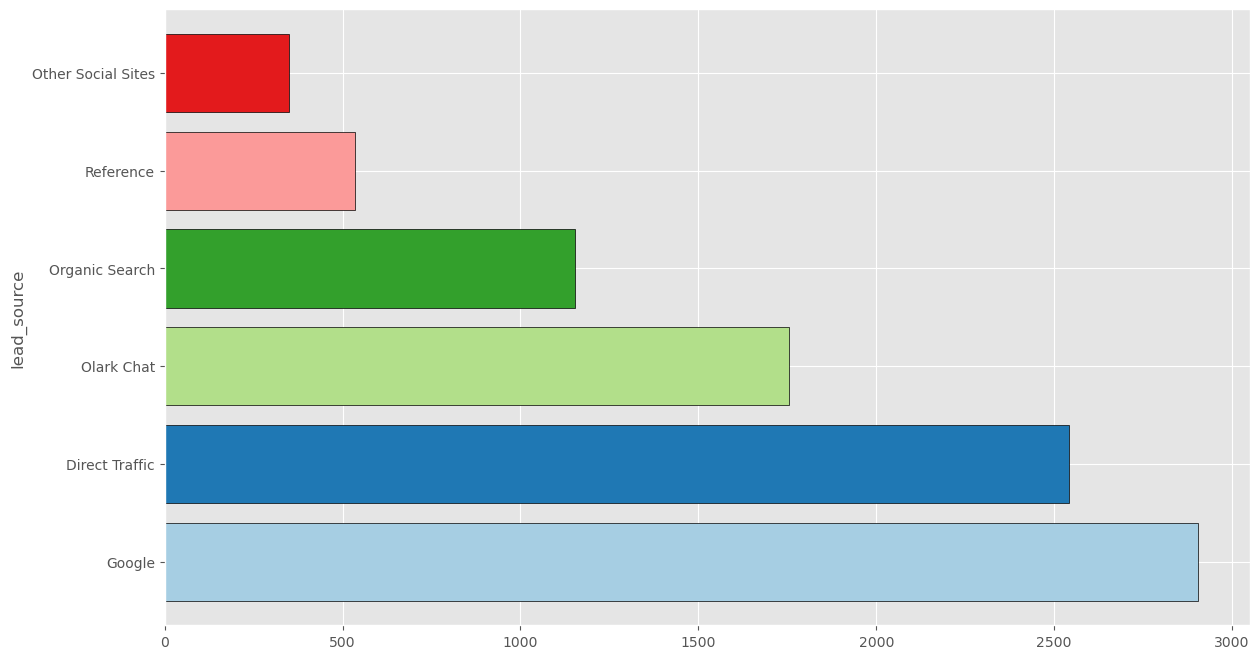 Other Social Sites
Reference
Organic Search
Olark Chat
Direct Traffic
Google
lead_source
0 500 1000 1500 2000 2500 3000